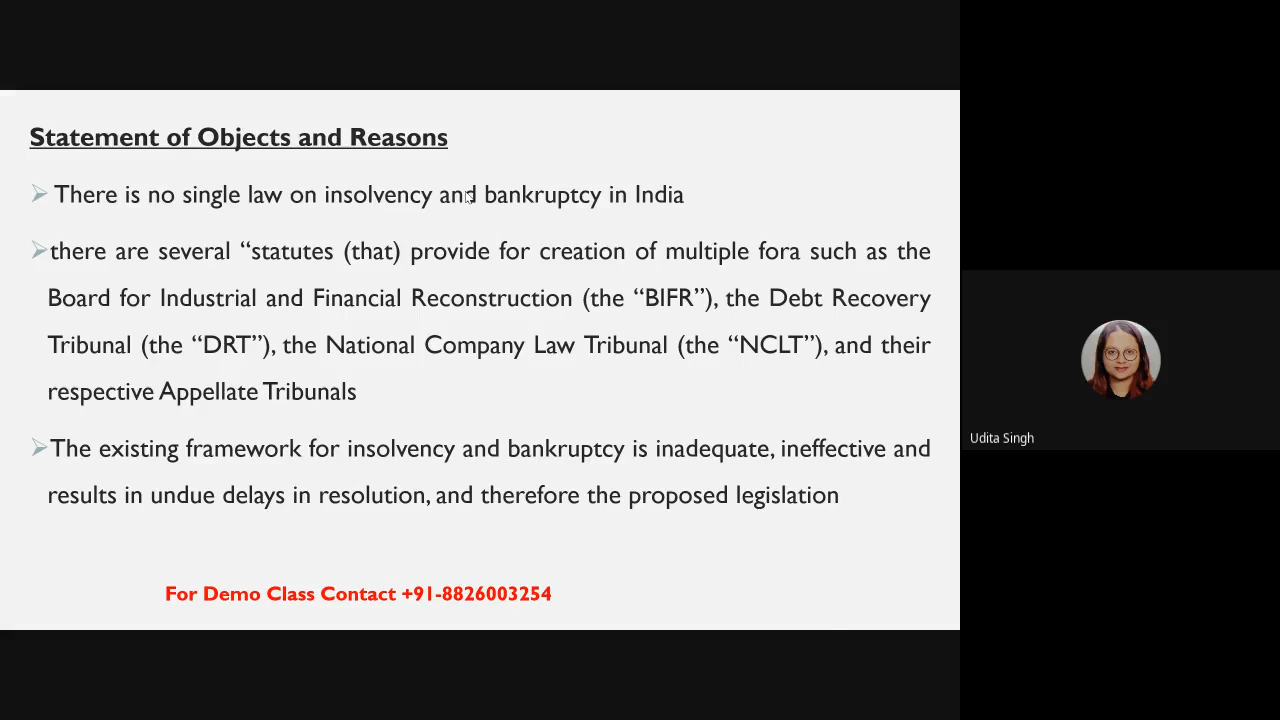 Statement of Objects and Reasons
There is no single law on insolvency and bankruptcy in India
there are several “statutes (that) provide for creation of multiple fora such as the
Board for Industrial and Financial Reconstruction (the “BIFR”), the Debt Recovery
Tribunal (the “DRT”), the National Company Law Tribunal (the “NCLT”), and their
respective Appellate Tribunals
The existing framework for insolvency and bankruptcy is inadequate, ineffective and
results in undue delays in resolution, and therefore the proposed legislation
For Demo Class Contact +91-8826003254
Udita Singh